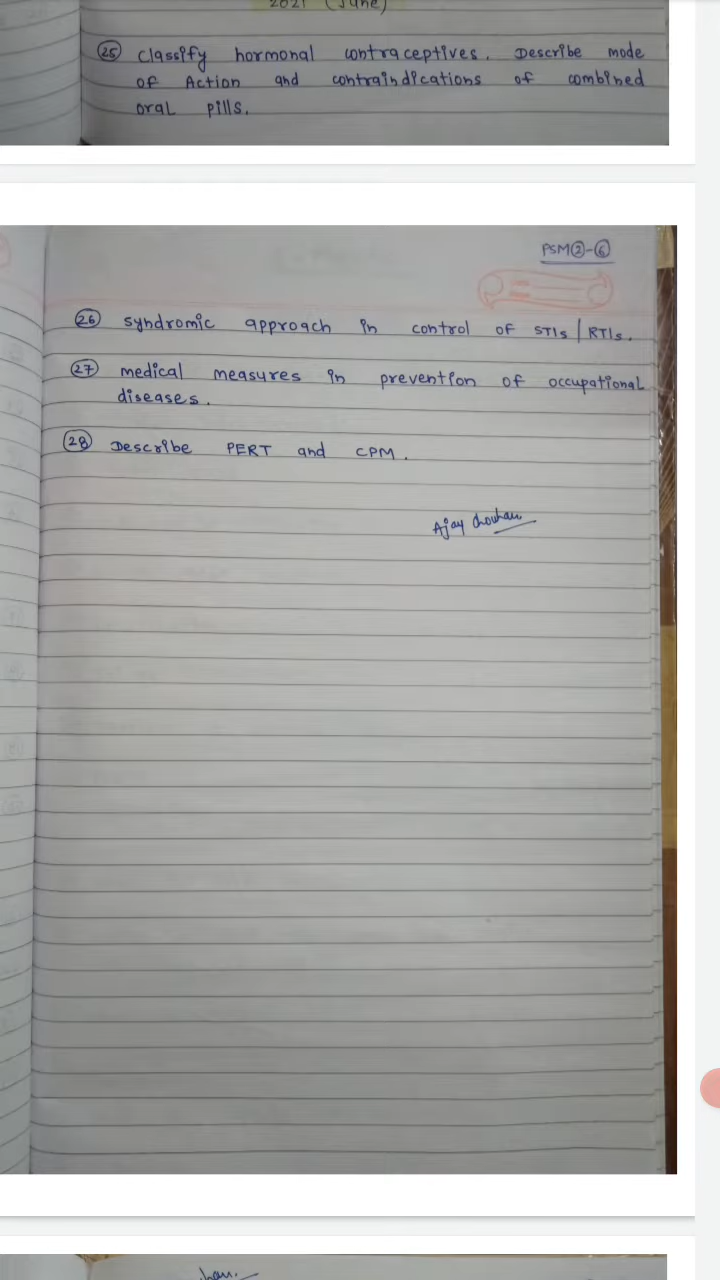 2021 (June)
25 Classify hormonal contraceptives. Describe mode
of Action and contraindications of combined
oral pills.
PSM②-⑥
26 syndromic approach in control of STIs/RTIs.
27 medical measures in prevention of occupational
diseases.
28 Describe PERT and CPM.
Ajay Chouhan